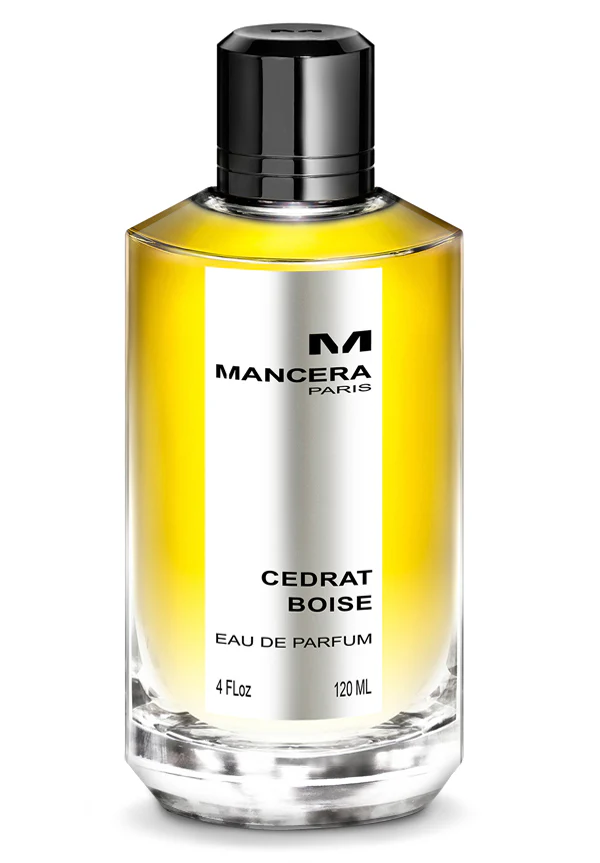 M
MANCERA
PARIS
CEDRAT
BOISE
EAU DE PARFUM
4 FLoz 120 ML